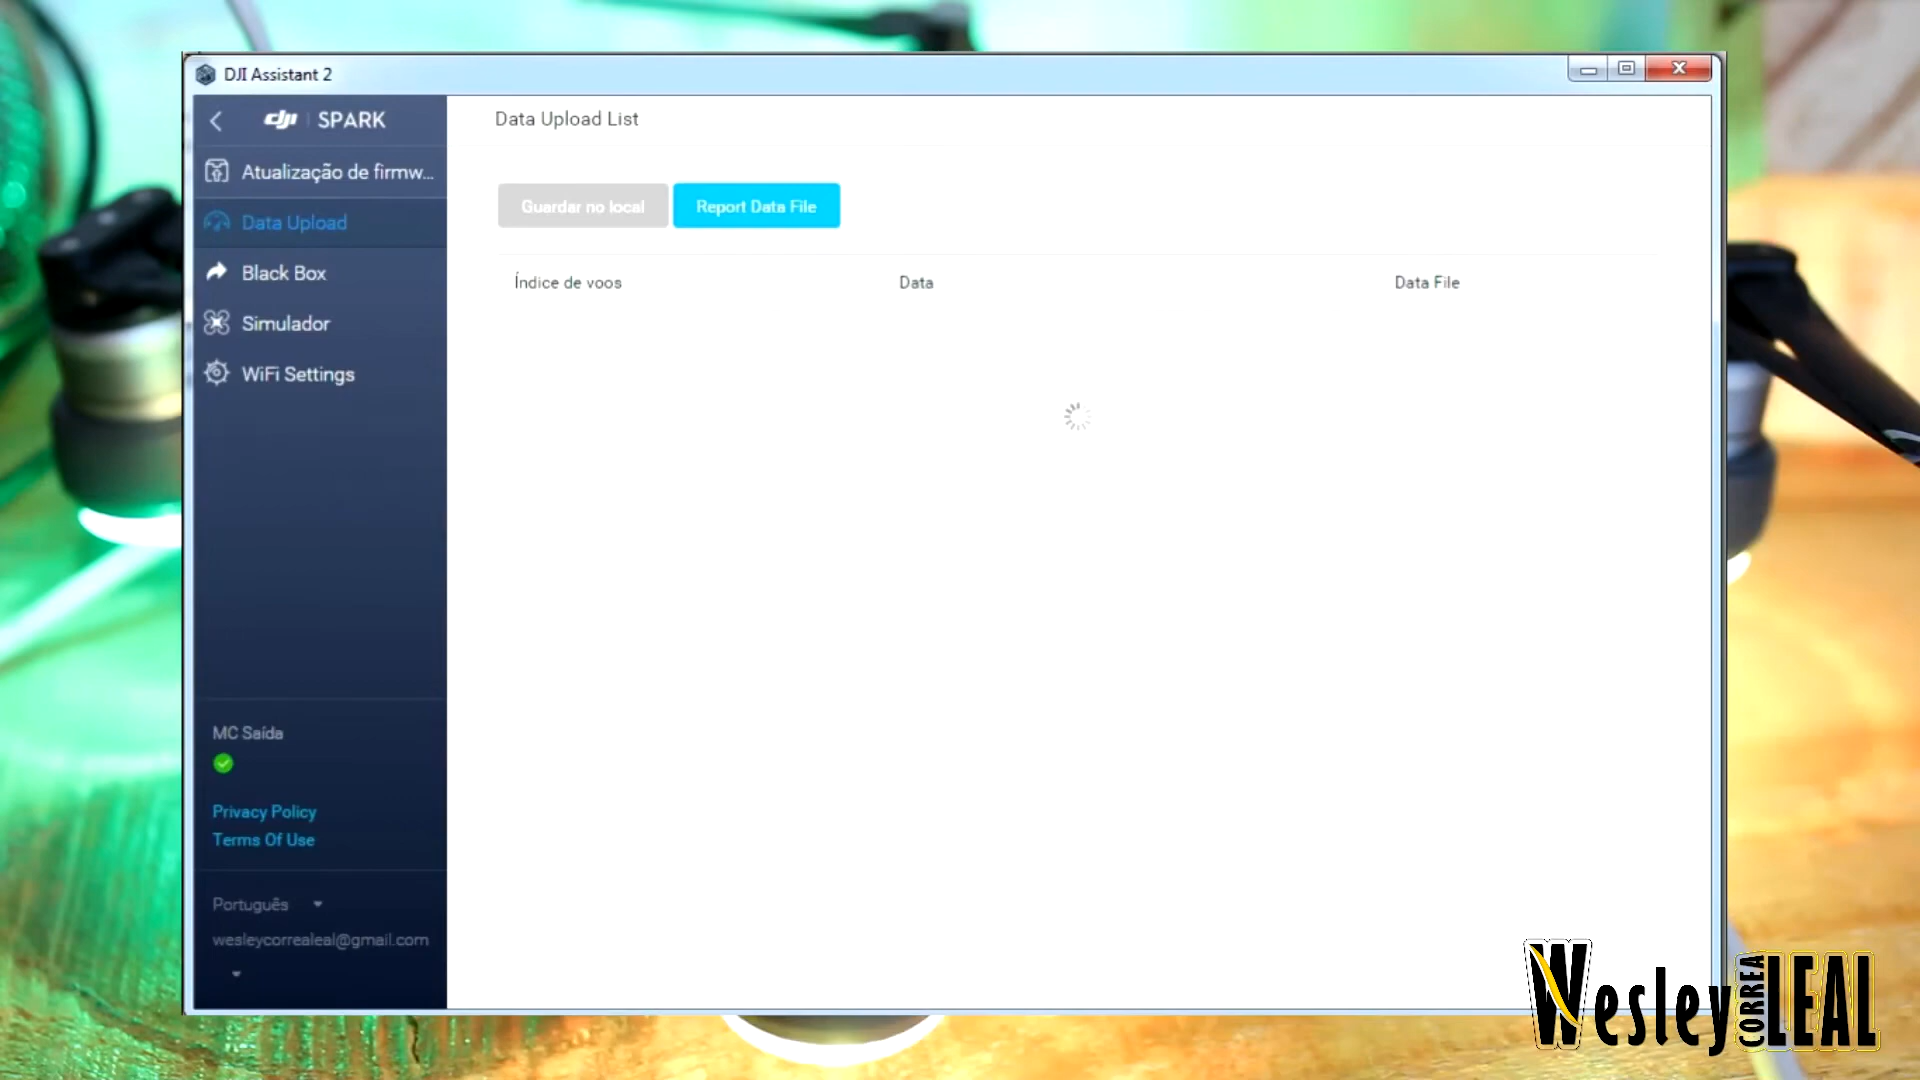 DJI Assistant 2
dji SPARK
Data Upload List
Atualização de firmw...
Data Upload
Black Box
Simulador
WiFi Settings
Guardar no local
Report Data File
Índice de voos
Data
Data File
MC Saída
Privacy Policy
Terms Of Use
Português
wesleycorrealeal@gmail.com
Wesley CORREA LEAL